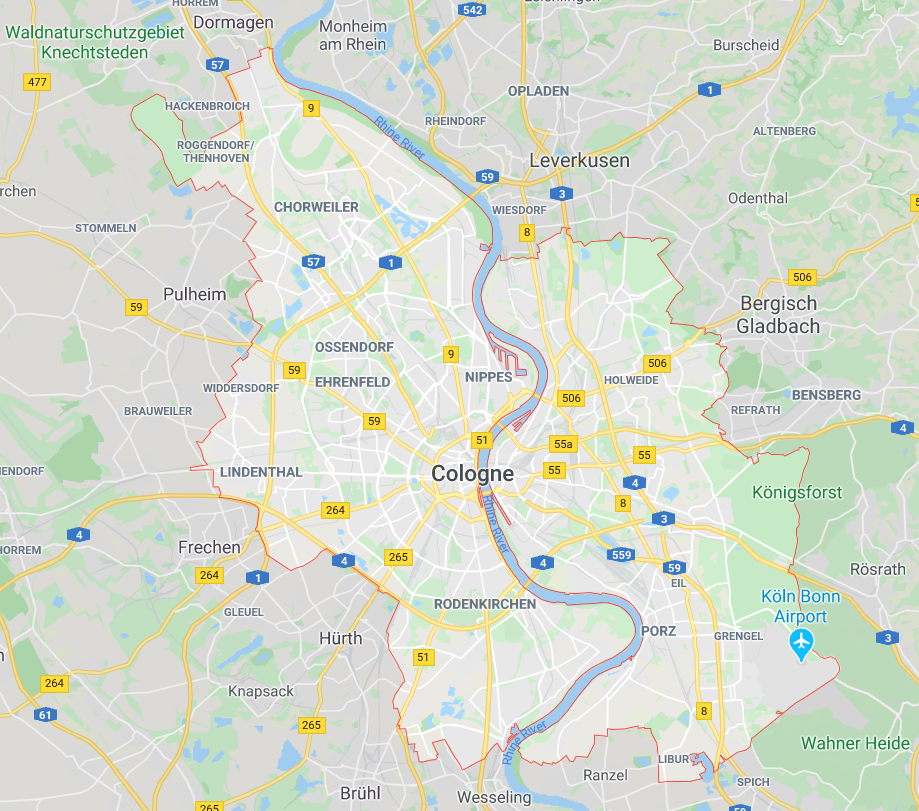 HORREM
542
Leichlingen
Dormagen
Monheim
am Rhein
Waldnaturschutzgebiet
Knechtsteden
Burscheid
57
477
1
OPLADEN
HACKENBROICH
9
RHEINDORF
Rhine River
ALTENBERG
ROGGENDORF/
THENHOVEN
Leverkusen
59
3
rchen
Odenthal
CHORWEILER
WIESDORF
5
STOMMELN
8
57
1
506
Pulheim
59
Bergisch
Gladbach
OSSENDORF
9
506
59
EHRENFELD
NIPPES
HOLWEIDE
WIDDERSDORF
BENSBERG
506
BRAUWEILER
REFRATH
59
4
51
55a
55
ENDORF
LINDENTHAL
Cologne
55
4
Königsforst
8
264
Rhine River
3
4
HORREM
Frechen
4
265
4
559
59
Rösrath
264
1
EIL
Köln Bonn
Airport
GLEUEL
RODENKIRCHEN
Hürth
PORZ
GRENGEL
3
n
51
264
Knapsack
61
265
8
Rhine River
Wahner Heide
LIBUR
Ranzel
SPICH
Brühl
Wesseling
265
59